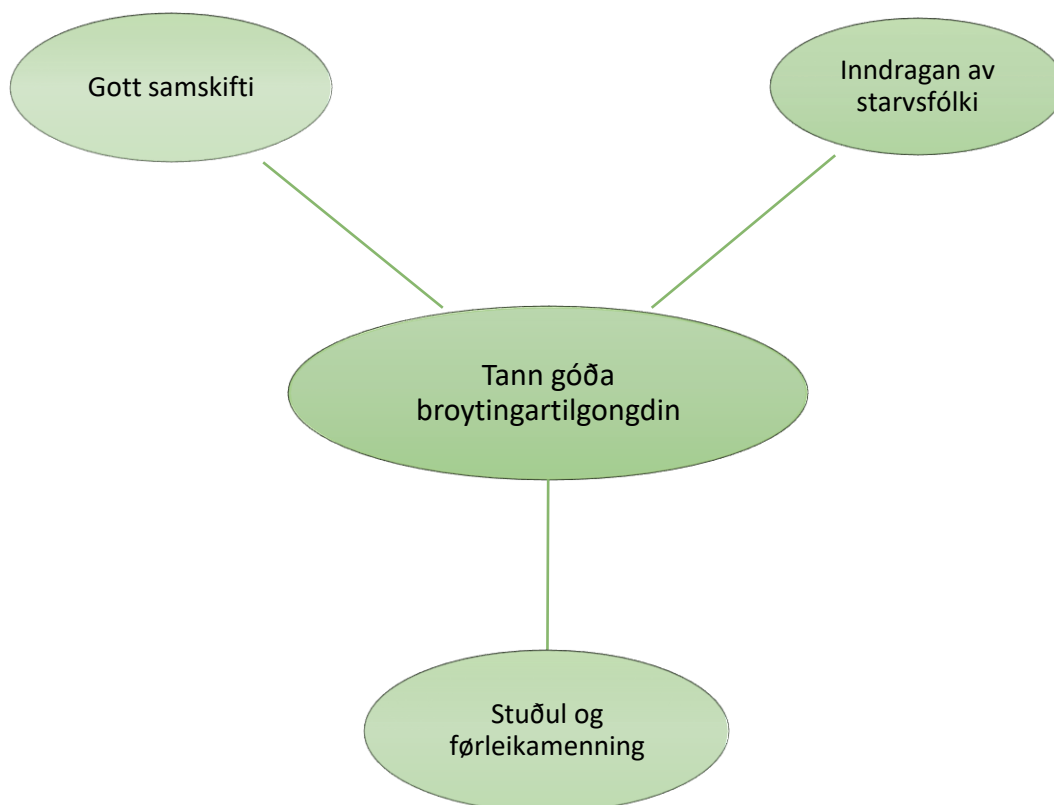 Gott samskifti
Inndragan av
starvsfólki
Tann góða
broytingartilgongdin
Stuðul og
førleikamenning